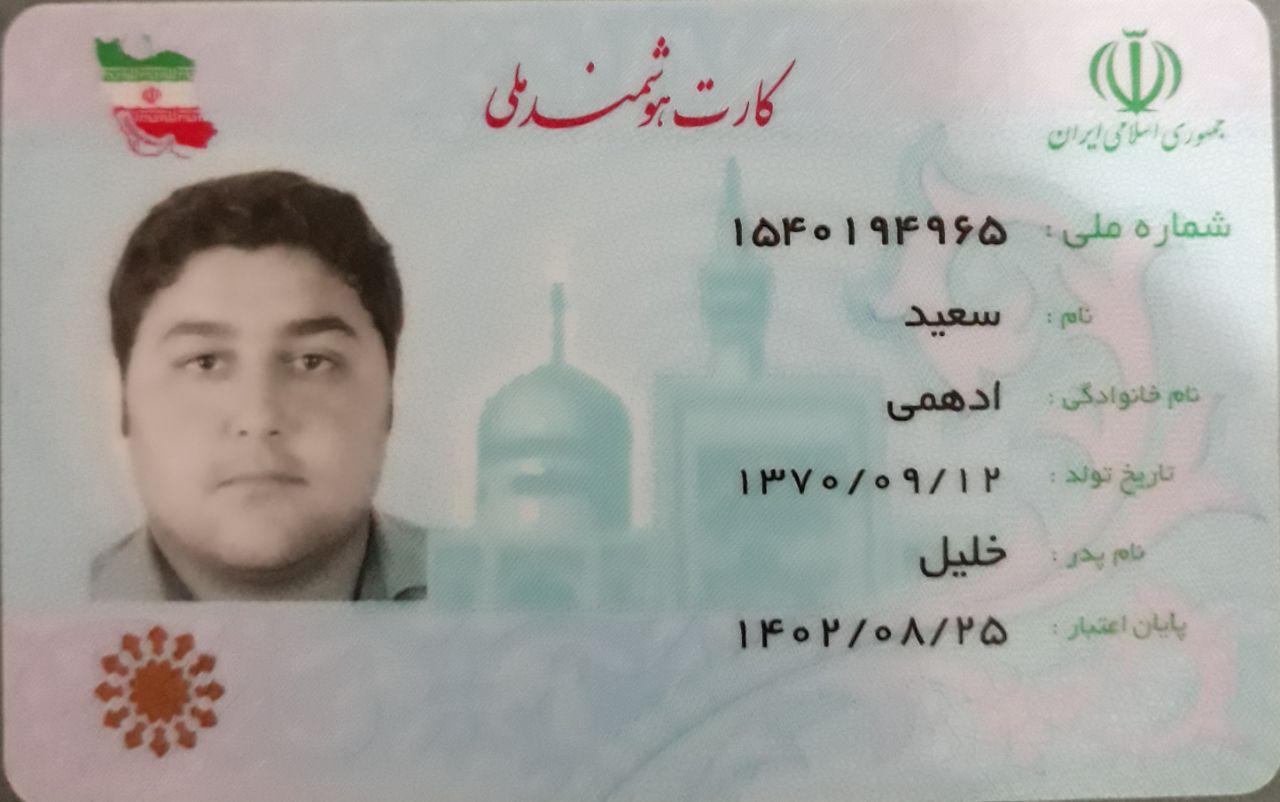 جمهوری اسلامی ایران
کارت هوشمند ملی
شماره ملی : ۱۵۴۰۱۹۴۹۶۵
نام : سعید
نام خانوادگی : ادهمی
تاریخ تولد : ۱۳۷۰/۰۹/۱۲
نام پدر : خلیل
پایان اعتبار : ۱۴۰۲/۰۸/۲۵